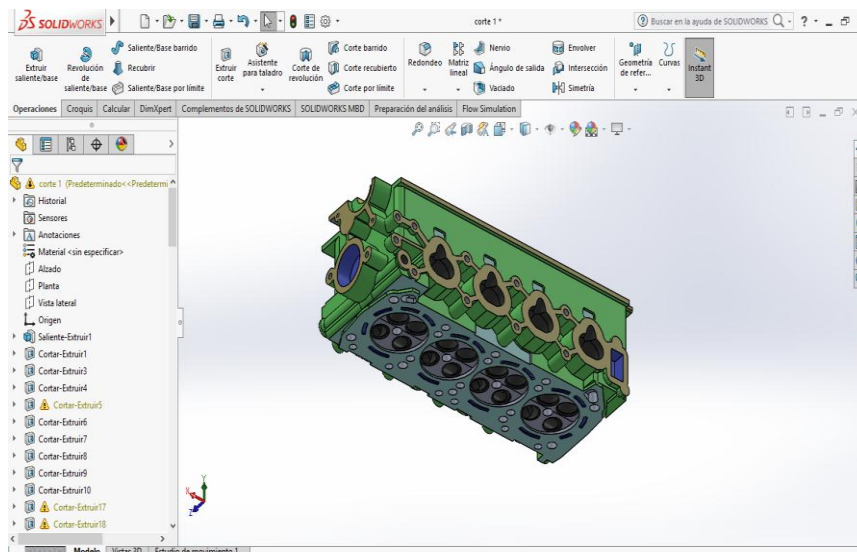 SOLIDWORKS
corte 1 *
Buscar en la ayuda de SOLIDWORKS
Extruir saliente/base
Revolución de saliente/base
Saliente/Base barrido
Recubrir
Saliente/Base por límite
Extruir corte
Asistente para taladro
Corte de revolución
Corte barrido
Corte recubierto
Corte por límite
Redondeo
Matriz lineal
Nervio
Ángulo de salida
Vaciado
Envolver
Intersección
Simetría
Geometría de refer...
Curvas
Instant 3D
Operaciones Croquis Calcular DimXpert Complementos de SOLIDWORKS SOLIDWORKS MBD Preparación del análisis Flow Simulation
corte 1 (Predeterminado<<Predetermi
Historial
Sensores
Anotaciones
Material <sin especificar>
Alzado
Planta
Vista lateral
Origen
Saliente-Extruir1
Cortar-Extruir1
Cortar-Extruir3
Cortar-Extruir4
Cortar-Extruir5
Cortar-Extruir6
Cortar-Extruir7
Cortar-Extruir8
Cortar-Extruir9
Cortar-Extruir10
Cortar-Extruir17
Cortar-Extruir18
Y
X
Z
Modelo Vistas 3D Estudio de movimiento 1